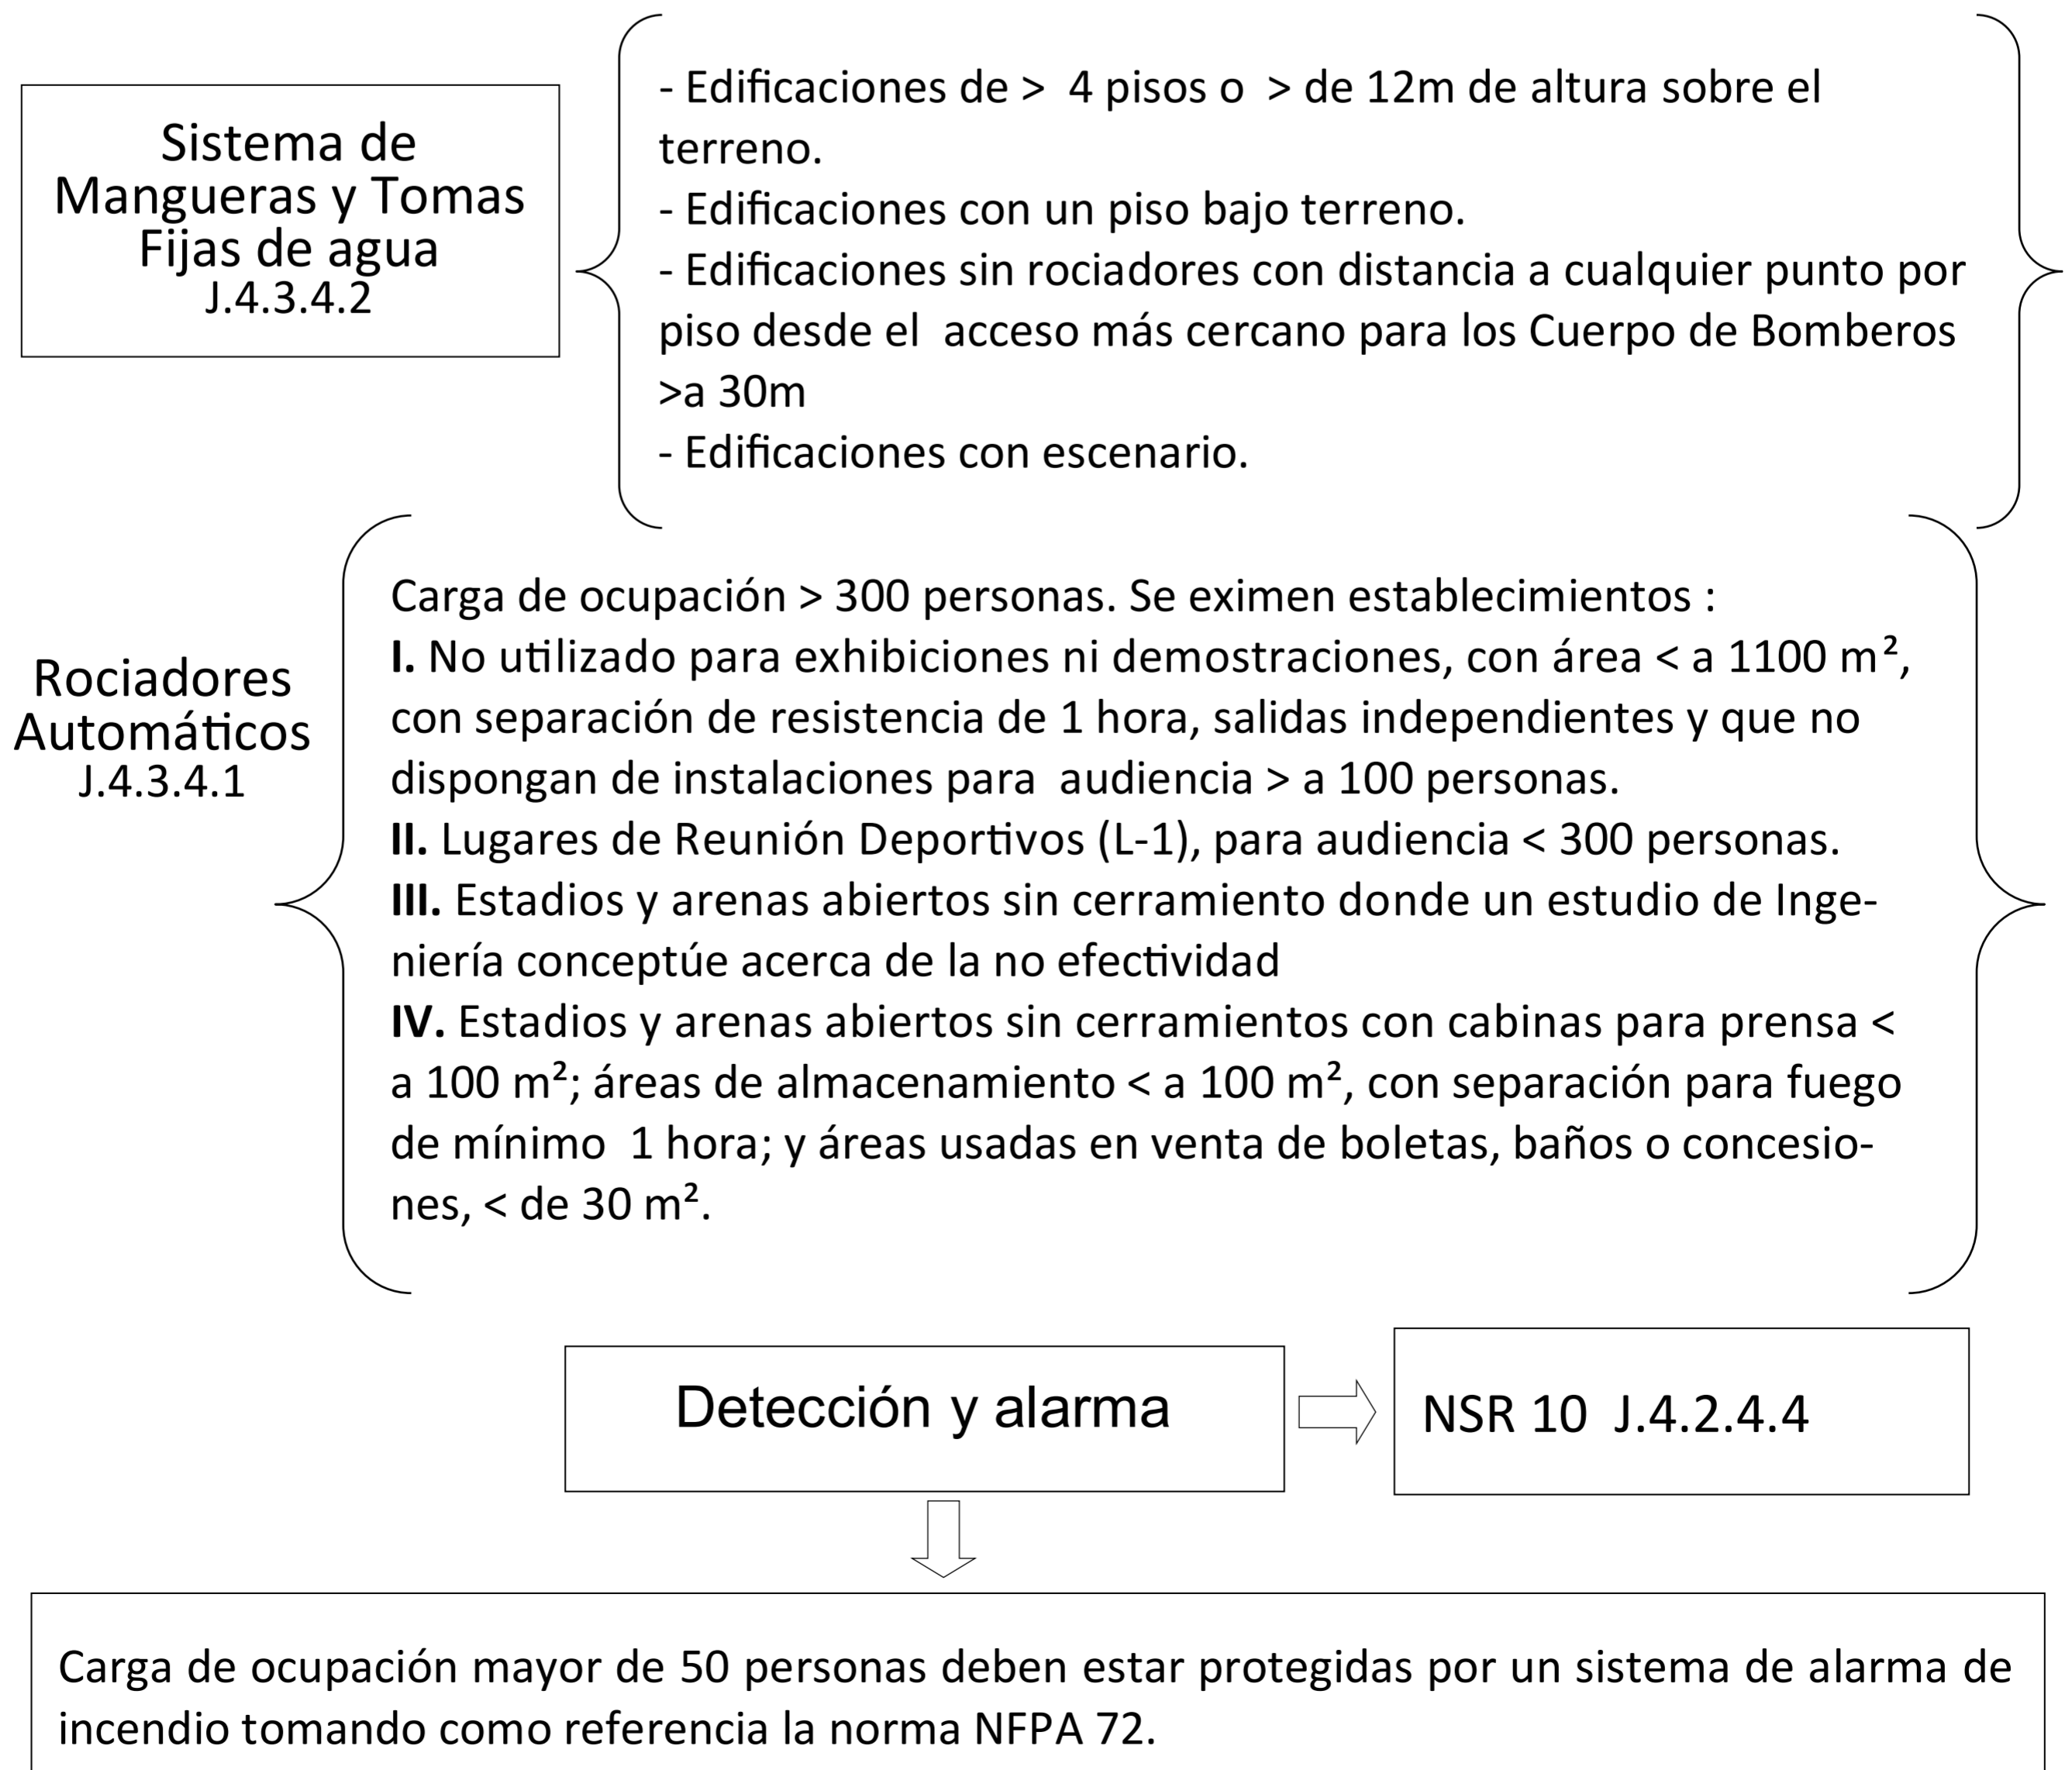 Sistema de
Mangueras y Tomas
Fijas de agua
J.4.3.4.2
- Edificaciones de > 4 pisos o > de 12m de altura sobre el
terreno.
- Edificaciones con un piso bajo terreno.
- Edificaciones sin rociadores con distancia a cualquier punto por
piso desde el acceso más cercano para los Cuerpo de Bomberos
>a 30m
- Edificaciones con escenario.
Rociadores
Automáticos
J.4.3.4.1
Carga de ocupación > 300 personas. Se eximen establecimientos :
I. No utilizado para exhibiciones ni demostraciones, con área < a 1100 m²,
con separación de resistencia de 1 hora, salidas independientes y que no
dispongan de instalaciones para audiencia > a 100 personas.
II. Lugares de Reunión Deportivos (L-1), para audiencia < 300 personas.
III. Estadios y arenas abiertos sin cerramiento donde un estudio de Inge-
niería conceptúe acerca de la no efectividad
IV. Estadios y arenas abiertos sin cerramientos con cabinas para prensa <
a 100 m²; áreas de almacenamiento < a 100 m², con separación para fuego
de mínimo 1 hora; y áreas usadas en venta de boletas, baños o concesio-
nes, < de 30 m².
Detección y alarma
NSR 10 J.4.2.4.4
Carga de ocupación mayor de 50 personas deben estar protegidas por un sistema de alarma de
incendio tomando como referencia la norma NFPA 72.